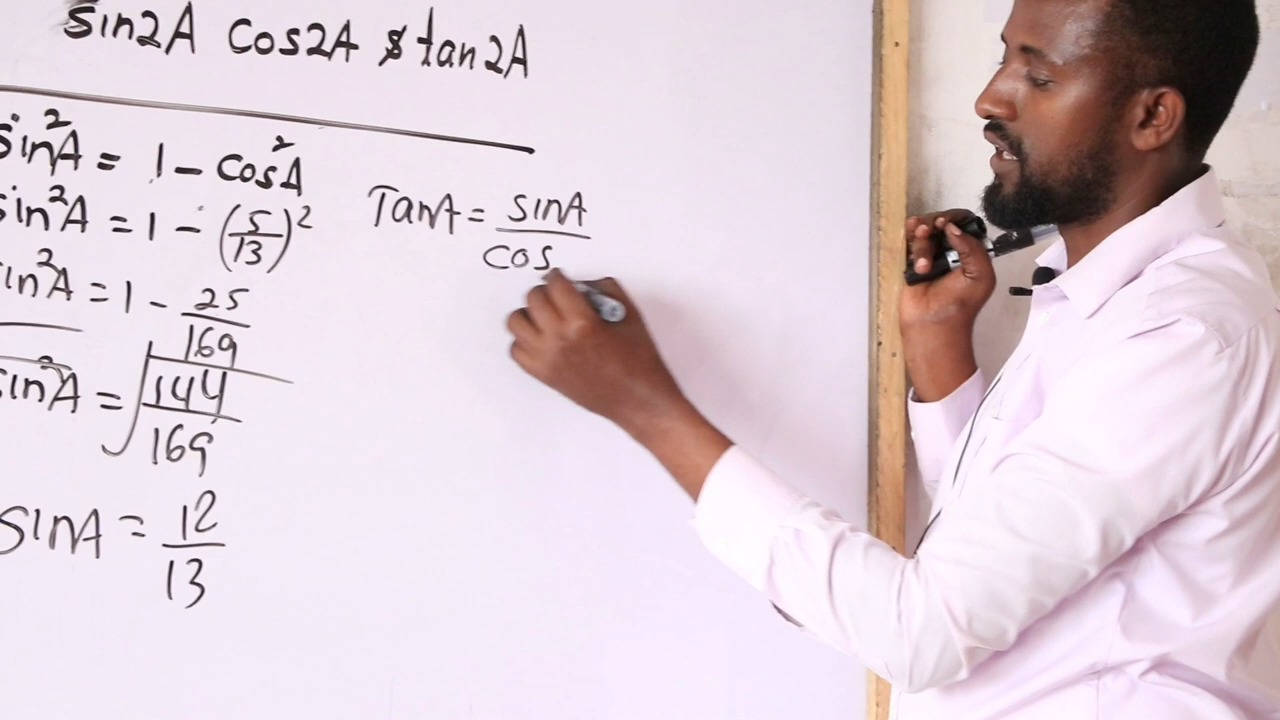 sin2A cos2A $ tan2A
sin²A = 1 - cos²A
sin²A = 1 - (5/13)²
sin²A = 1 - 25/169
sin²A = √144/169
sinA = 12/13
TanA = sinA/cos